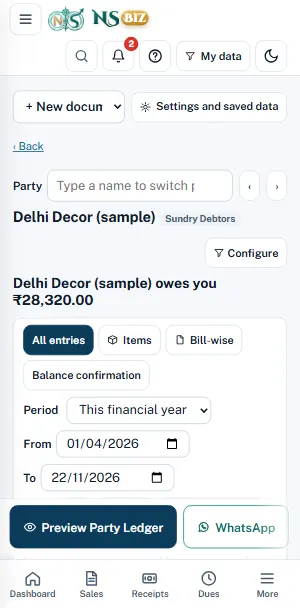 NS NS BIZ
2
My data
+ New docum
Settings and saved data
‹ Back
Party
Type a name to switch p
‹
›
Delhi Decor (sample) Sundry Debtors
Configure
Delhi Decor (sample) owes you
₹28,320.00
All entries
Items
Bill-wise
Balance confirmation
Period
This financial year
From 01/04/2026
To 22/11/2026
Preview Party Ledger
WhatsApp
Dashboard
Sales
Receipts
Dues
More